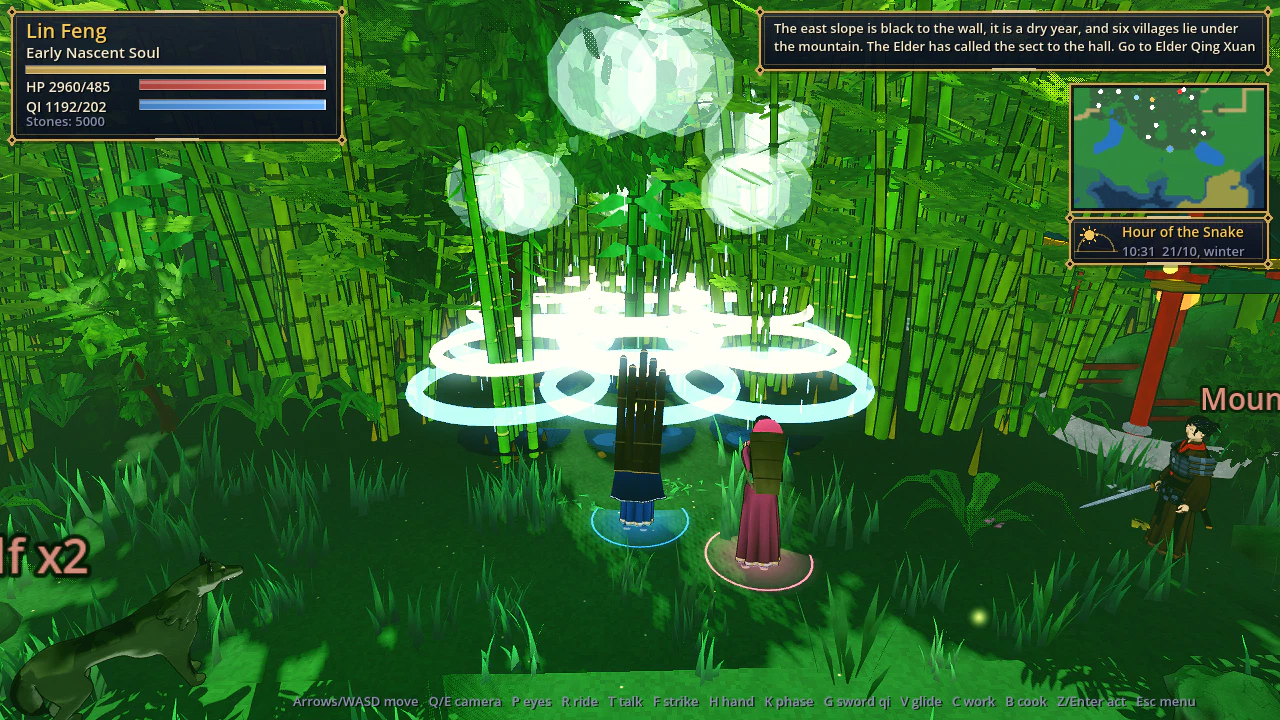 Lin Feng
Early Nascent Soul
HP 2960/485
QI 1192/202
Stones: 5000
The east slope is black to the wall, it is a dry year, and six villages lie under
the mountain. The Elder has called the sect to the hall. Go to Elder Qing Xuan
Hour of the Snake
10:31 21/10, winter
Moun
lf x2
Arrows/WASD move Q/E camera P eyes R ride T talk F strike H hand K phase G sword qi V glide C work B cook Z/Enter act Esc menu